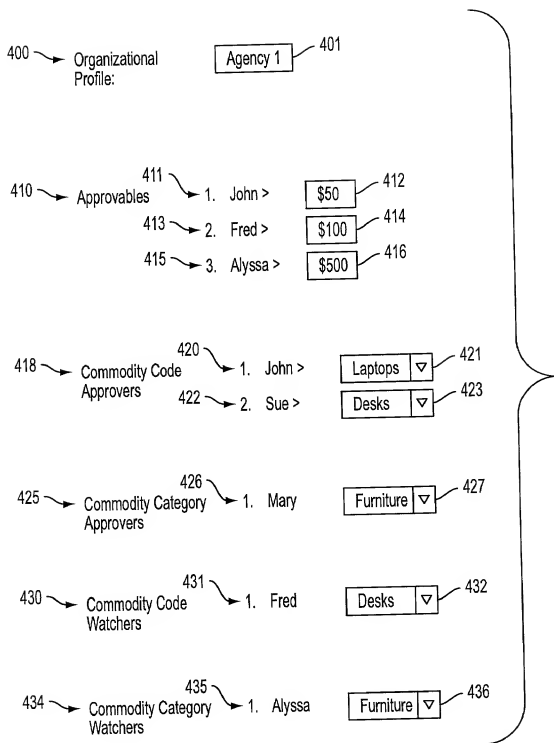 400 Organizational Profile: Agency 1 401
411
410 Approvables 1. John > $50 412
413 2. Fred > $100 414
415 3. Alyssa > $500 416
420
418 Commodity Code Approvers 1. John > Laptops 421
422 2. Sue > Desks 423
426
425 Commodity Category Approvers 1. Mary Furniture 427
431
430 Commodity Code Watchers 1. Fred Desks 432
435
434 Commodity Category Watchers 1. Alyssa Furniture 436